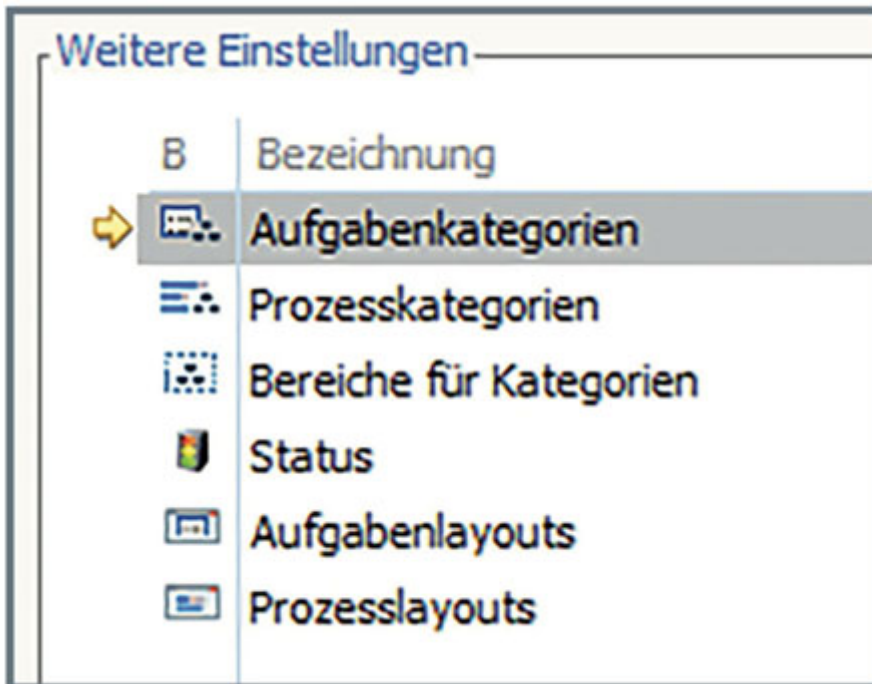 Weitere Einstellungen
B Bezeichnung
Aufgabenkategorien
Prozesskategorien
Bereiche für Kategorien
Status
Aufgabenlayouts
Prozesslayouts